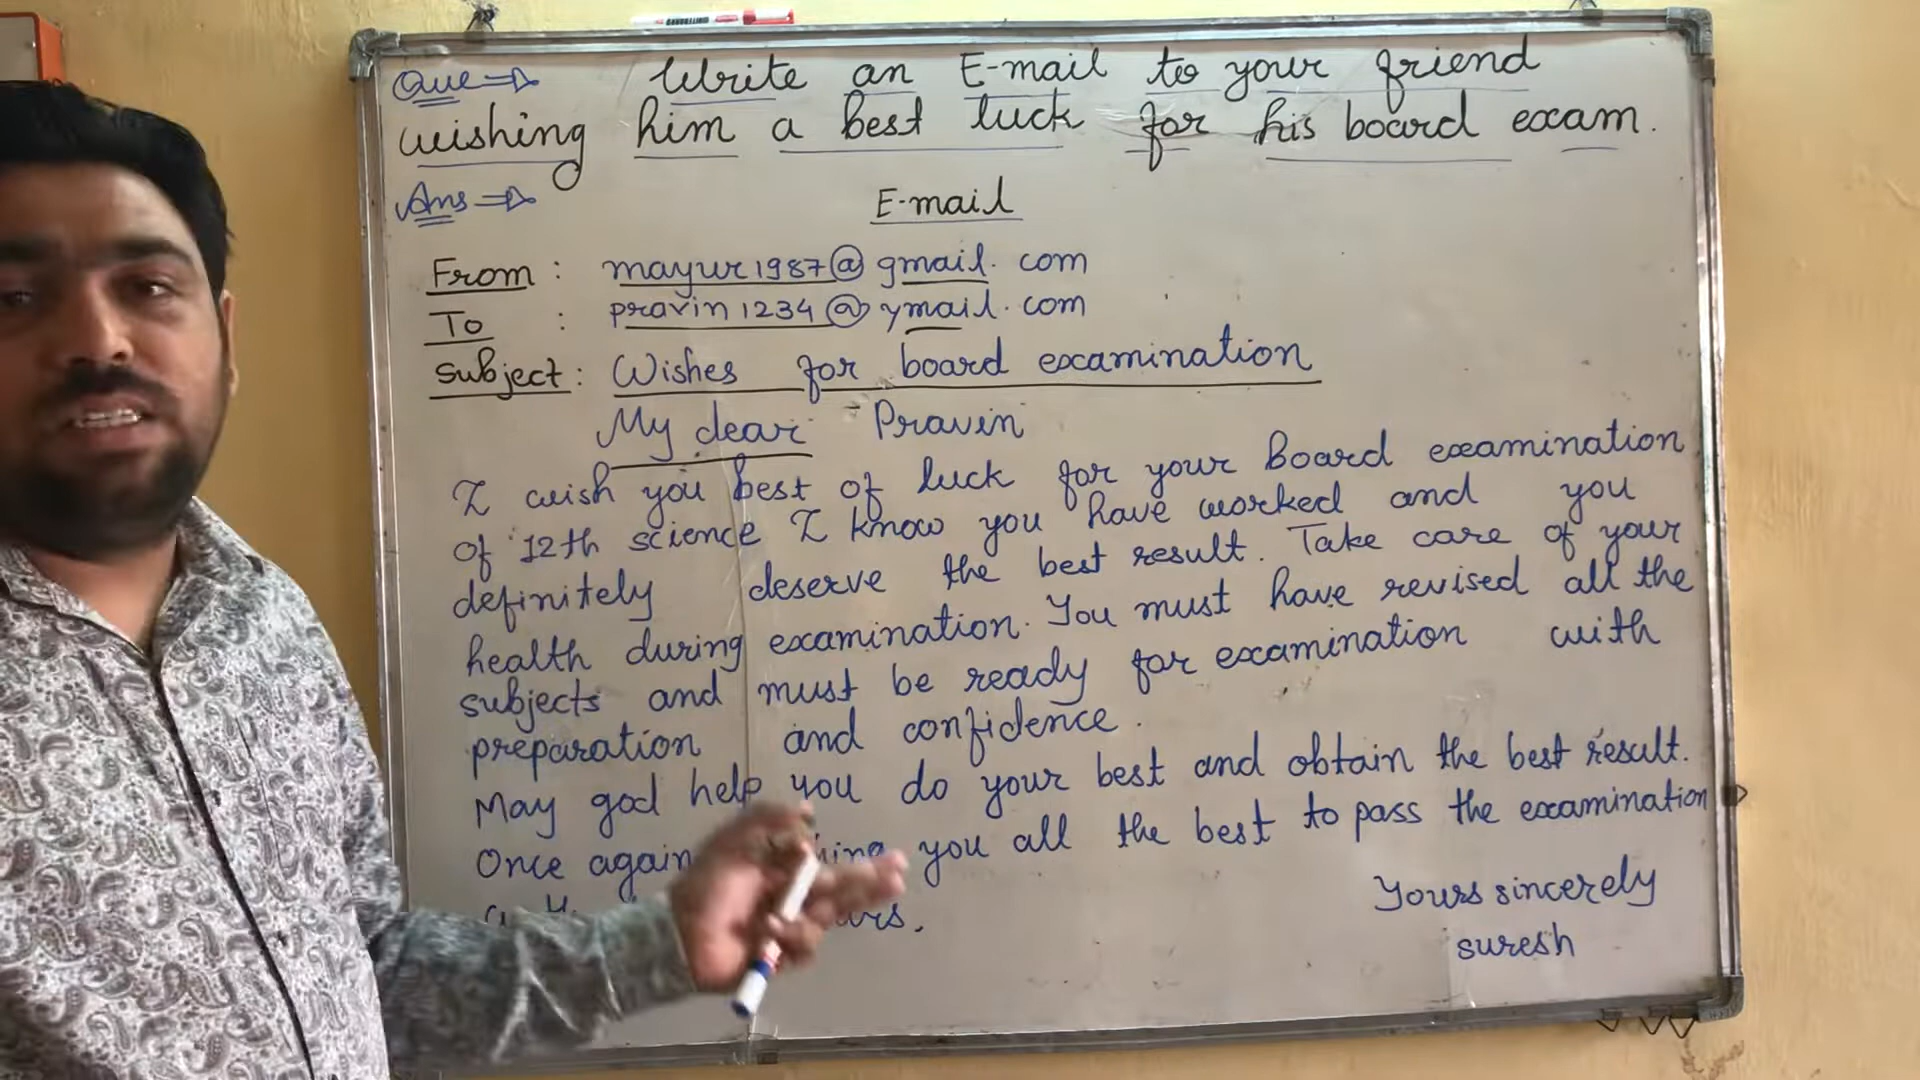 Que⇒ Write an E-mail to your friend
wishing him a best luck for his board exam.
Ans⇒ E-mail
From : mayur1987@gmail.com
To : pravin1234@ymail.com
Subject : Wishes for board examination
My dear Pravin
I wish you best of luck for your Board examination
of 12th science I know you have worked and you
definitely deserve the best result. Take care of your
health during examination. You must have revised all the
subjects and must be ready for examination with
preparation and confidence.
May god help you do your best and obtain the best result.
Once again you all the best to pass the examination
Yours sincerely
suresh